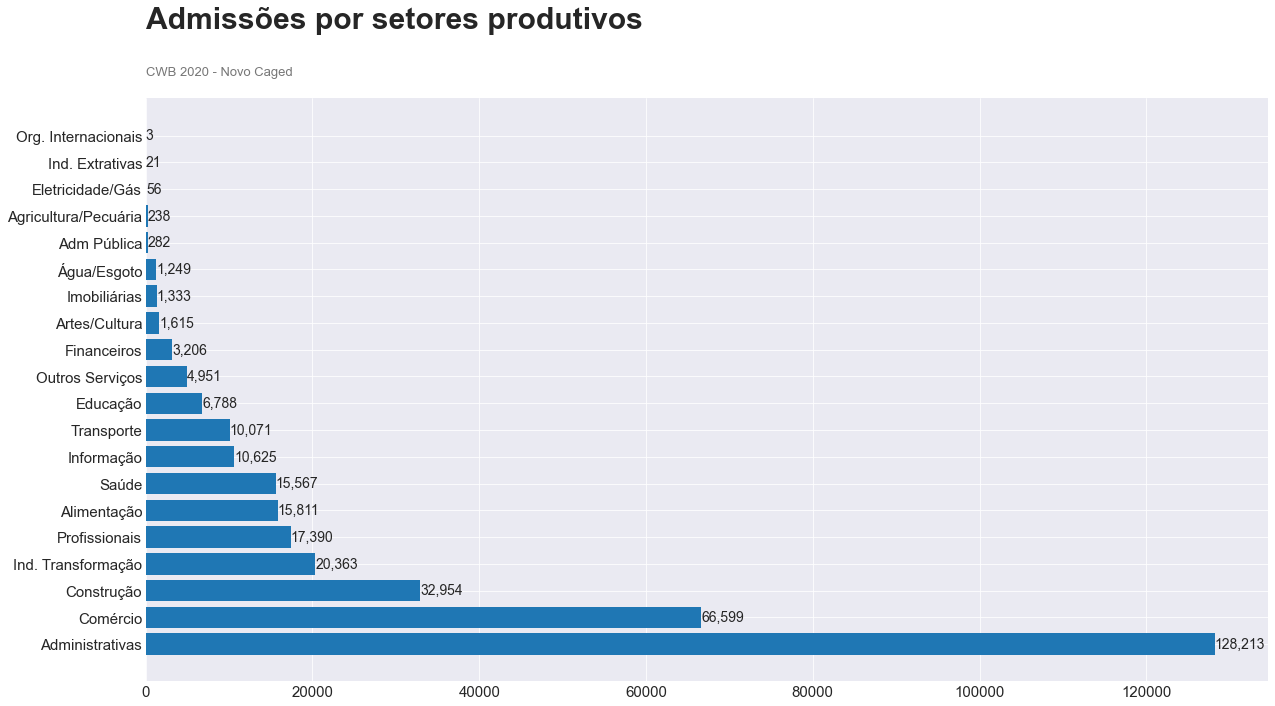 Admissões por setores produtivos
CWB 2020 - Novo Caged
Org. Internacionais 3
Ind. Extrativas 21
Eletricidade/Gás 56
Agricultura/Pecuária 238
Adm Pública 282
Água/Esgoto 1,249
Imobiliárias 1,333
Artes/Cultura 1,615
Financeiros 3,206
Outros Serviços 4,951
Educação 6,788
Transporte 10,071
Informação 10,625
Saúde 15,567
Alimentação 15,811
Profissionais 17,390
Ind. Transformação 20,363
Construção 32,954
Comércio 66,599
Administrativas 128,213
0 20000 40000 60000 80000 100000 120000